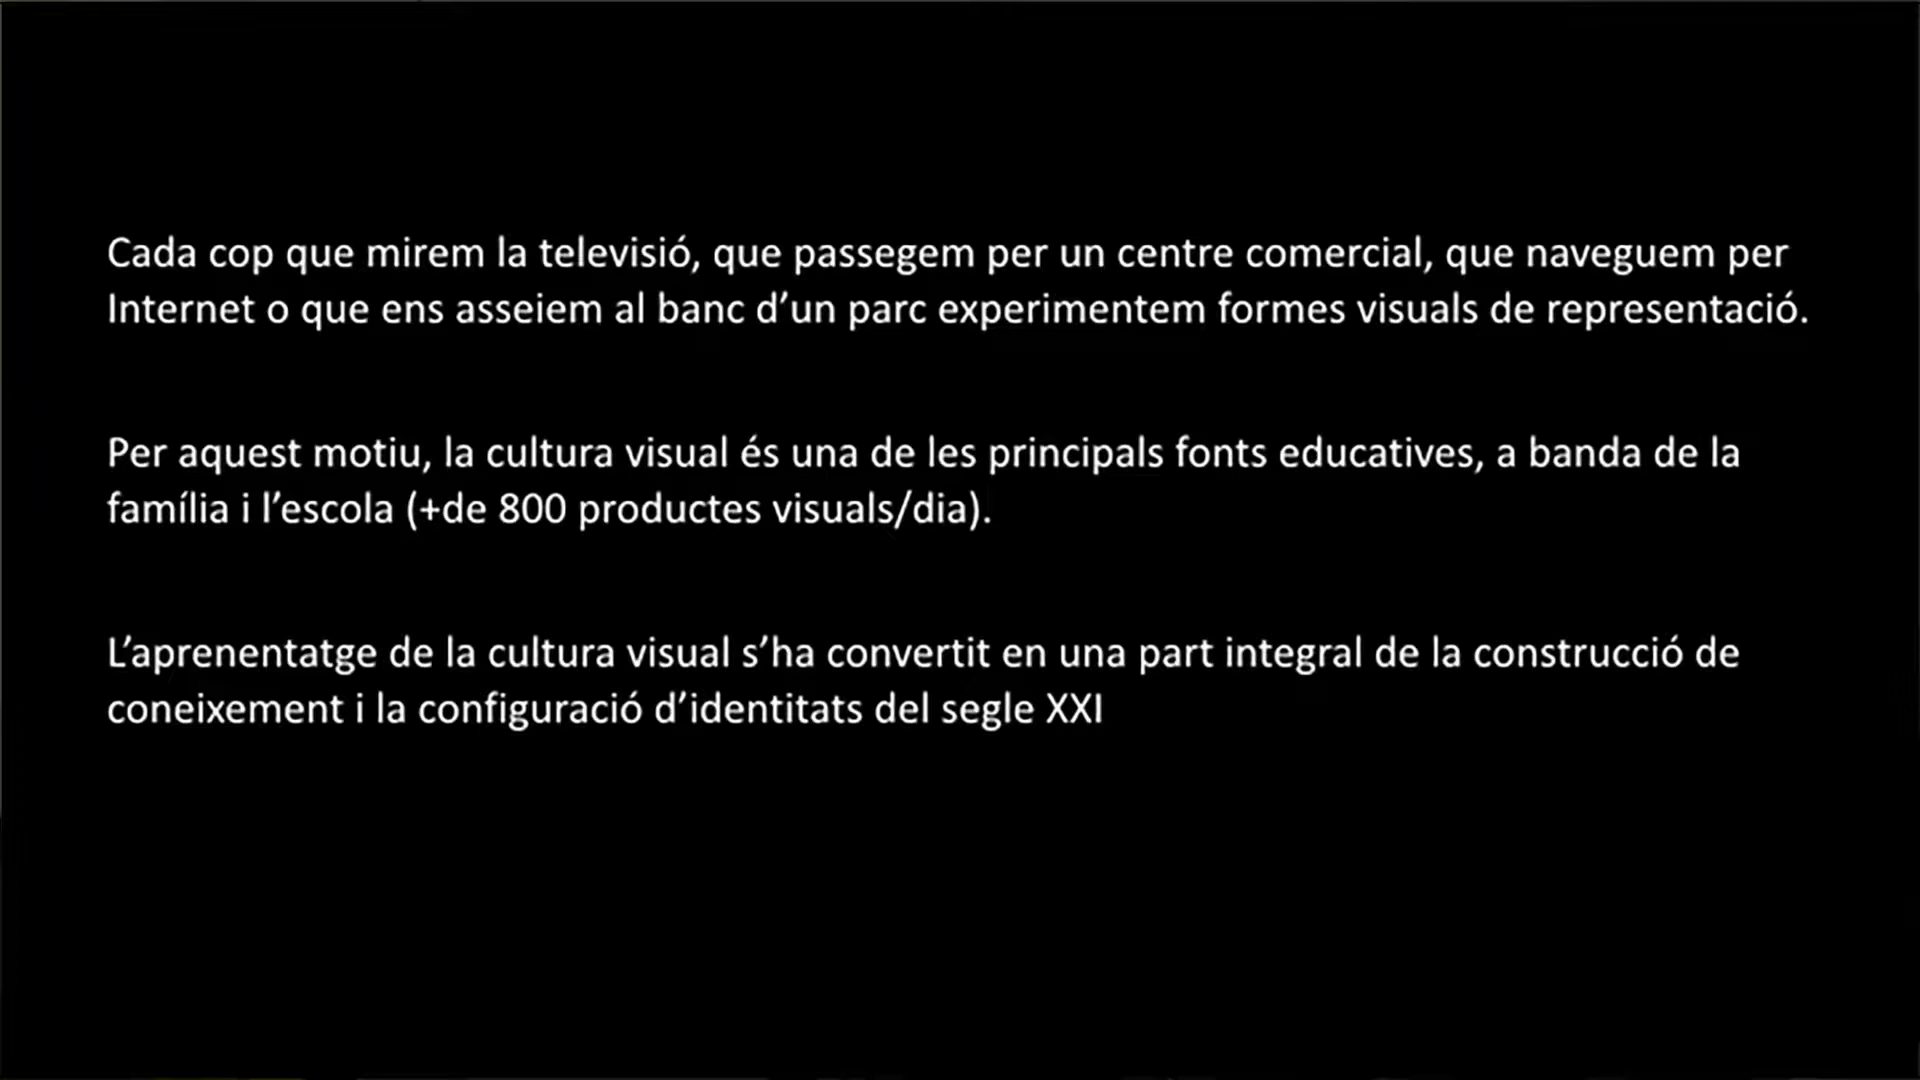 Cada cop que mirem la televisió, que passegem per un centre comercial, que naveguem per
Internet o que ens asseiem al banc d’un parc experimentem formes visuals de representació.
Per aquest motiu, la cultura visual és una de les principals fonts educatives, a banda de la
família i l’escola (+de 800 productes visuals/dia).
L’aprenentatge de la cultura visual s’ha convertit en una part integral de la construcció de
coneixement i la configuració d’identitats del segle XXI